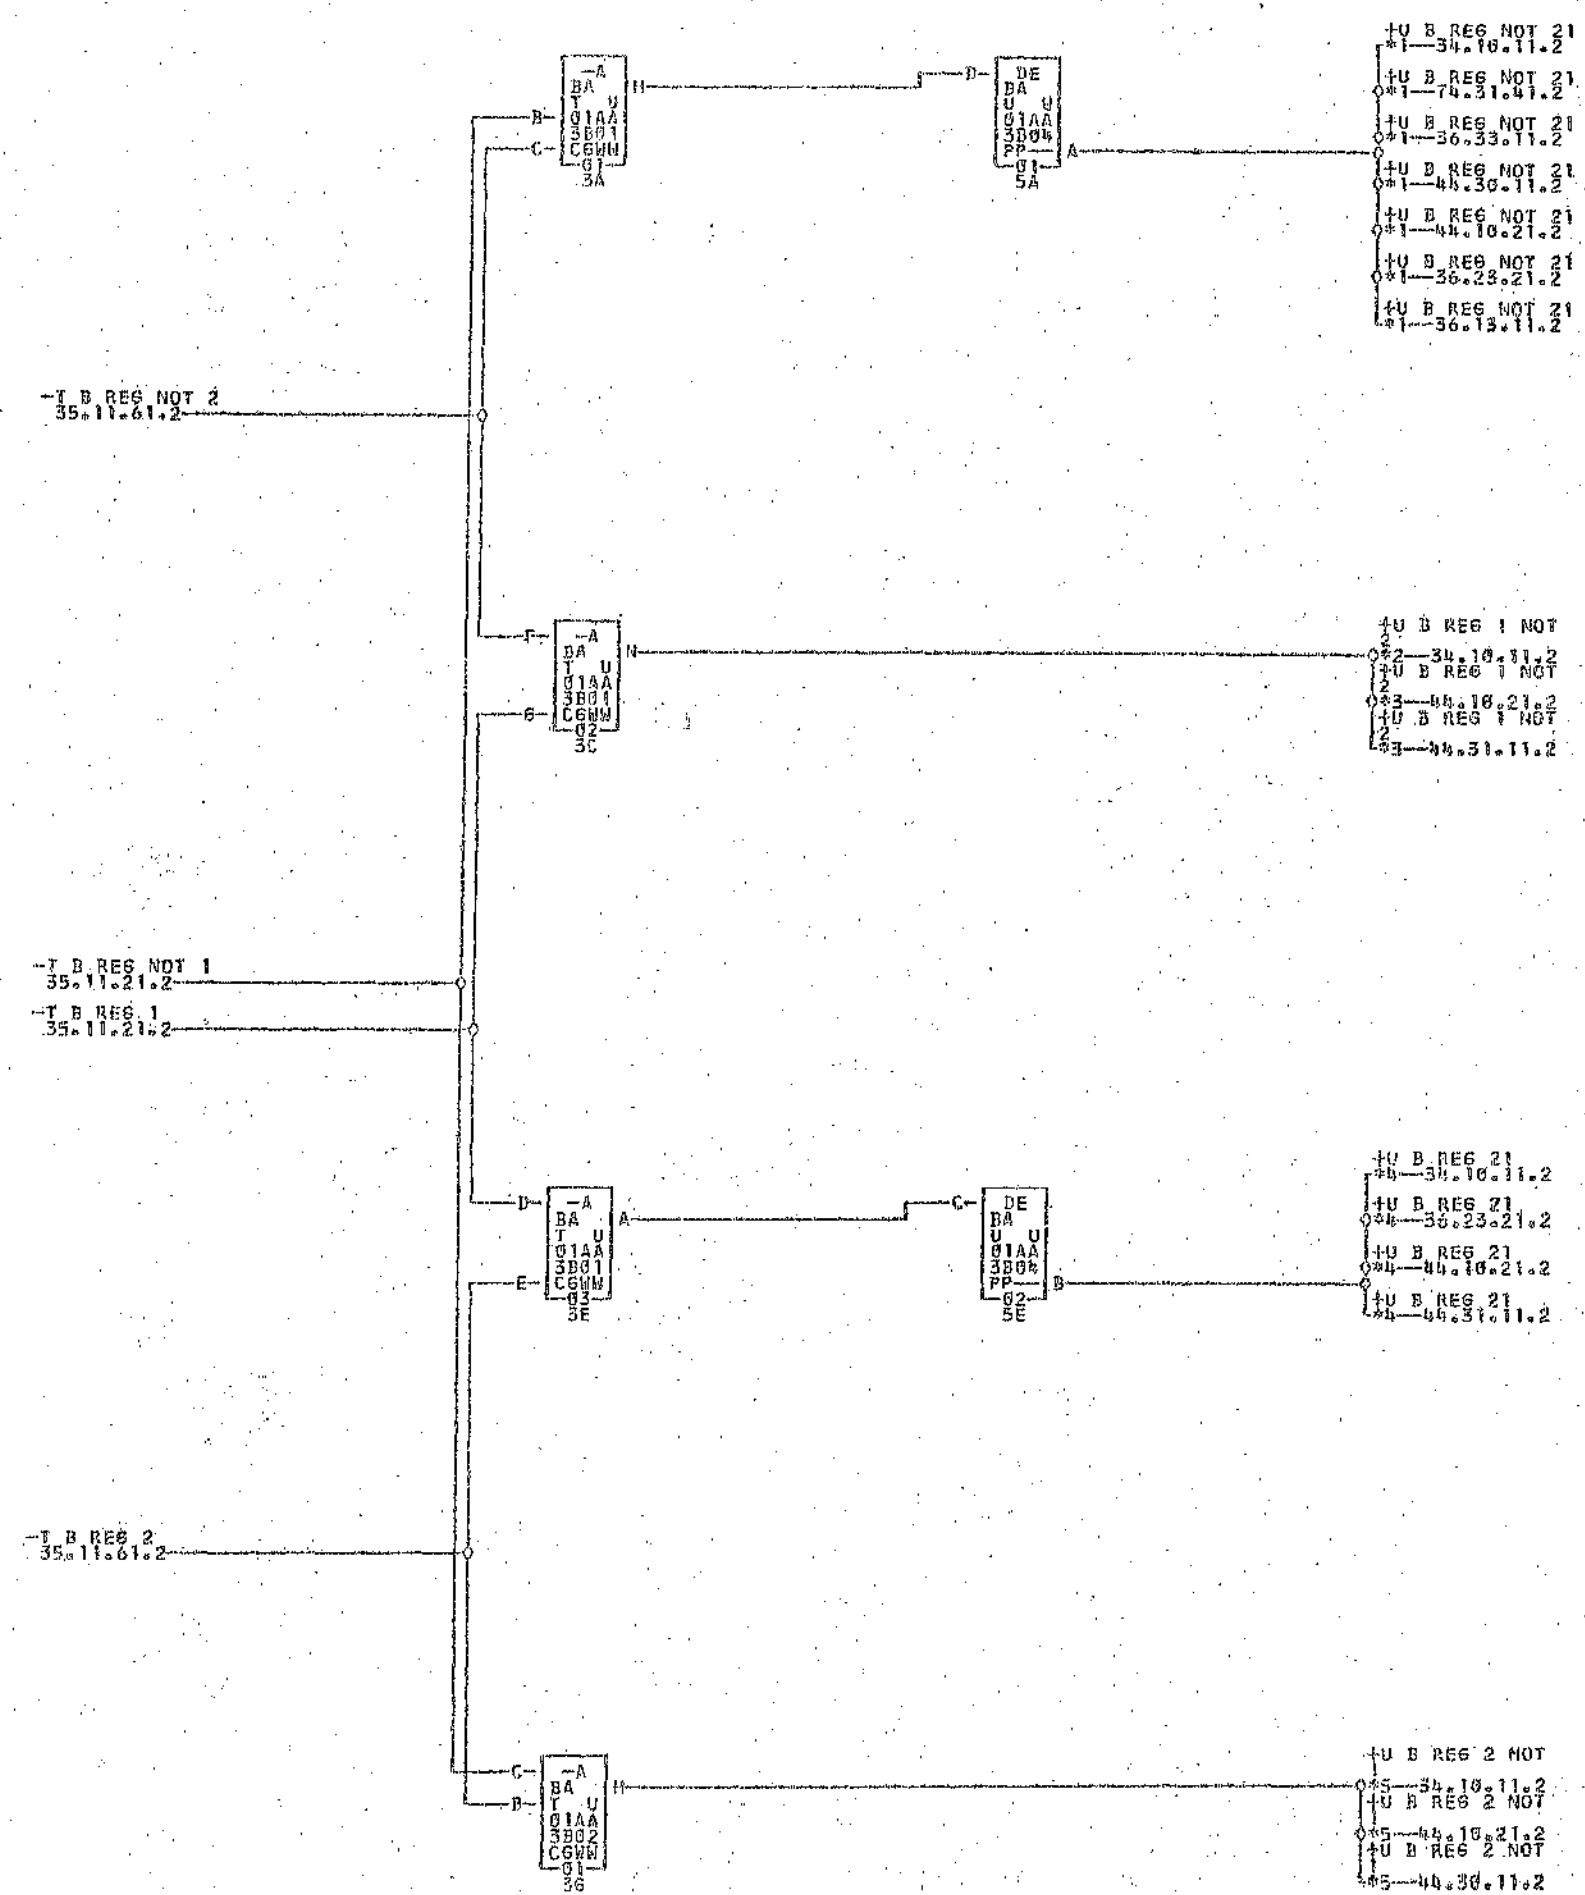 +U B REG NOT 21
*1—34.10.11.2
+U B REG NOT 21
*1—74.31.41.2
+U B REG NOT 21
*1—36.33.11.2
+U B REG NOT 21
*1—44.30.11.2
+U B REG NOT 21
*1—44.10.21.2
+U B REG NOT 21
*1—36.23.21.2
+U B REG NOT 21
*1—36.13.11.2
—A
BA
T U
01AA
3B01
CGWW
01
3A
B
C
D
DE
BA
U U
01AA
3B04
PP—
01
5A
A
-T B REG NOT 2
35.11.61.2
F
G
—A
BA
T U
01AA
3B01
CGWW
02
3C
N
+U B REG 1 NOT
2
*2—34.10.11.2
+U B REG 1 NOT
2
*3—44.10.21.2
+U B REG 1 NOT
2
*3—44.31.11.2
-T B REG NOT 1
35.11.21.2
-T B REG 1
35.11.21.2
D
E
—A
BA
T U
01AA
3B01
CGWW
03
3E
A
C
DE
BA
U U
01AA
3B04
PP—
02
5E
B
+U B REG 21
*4—34.10.11.2
+U B REG 21
*4—36.23.21.2
+U B REG 21
*4—44.10.21.2
+U B REG 21
*4—44.31.11.2
-T B REG 2
35.11.61.2
C
—A
BA
T U
01AA
3B02
CGWW
01
3G
+U B REG 2 NOT
*5—34.10.11.2
+U B REG 2 NOT
*5—44.10.21.2
+U B REG 2 NOT
*5—44.30.11.2